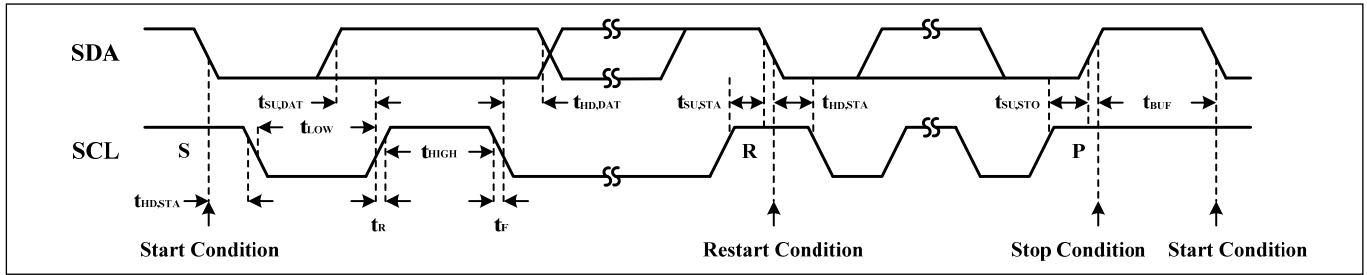 SDA
tSU,DAT tHD,DAT tSU,STA tHD,STA tSU,STO tBUF
tLOW
SCL S tHIGH R P
tHD,STA
tR tF
Start Condition Restart Condition Stop Condition Start Condition